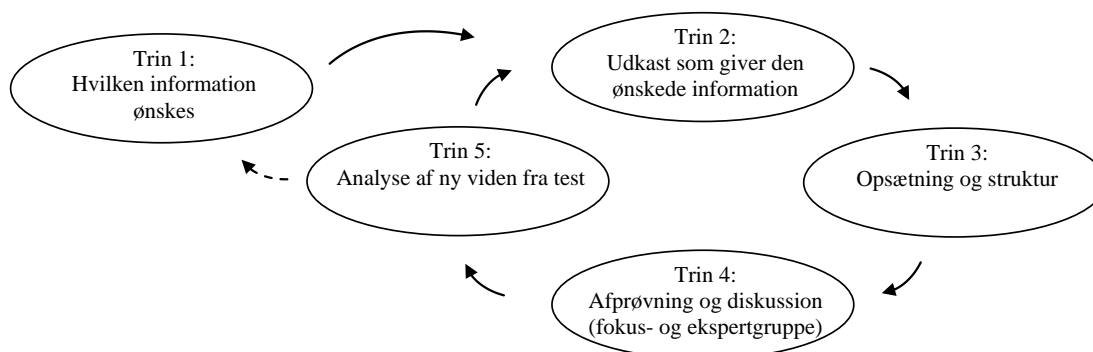 Trin 1:
Hvilken information
ønskes
Trin 2:
Udkast som giver den
ønskede information
Trin 3:
Opsætning og struktur
Trin 4:
Afprøvning og diskussion
(fokus- og ekspertgruppe)
Trin 5:
Analyse af ny viden fra test